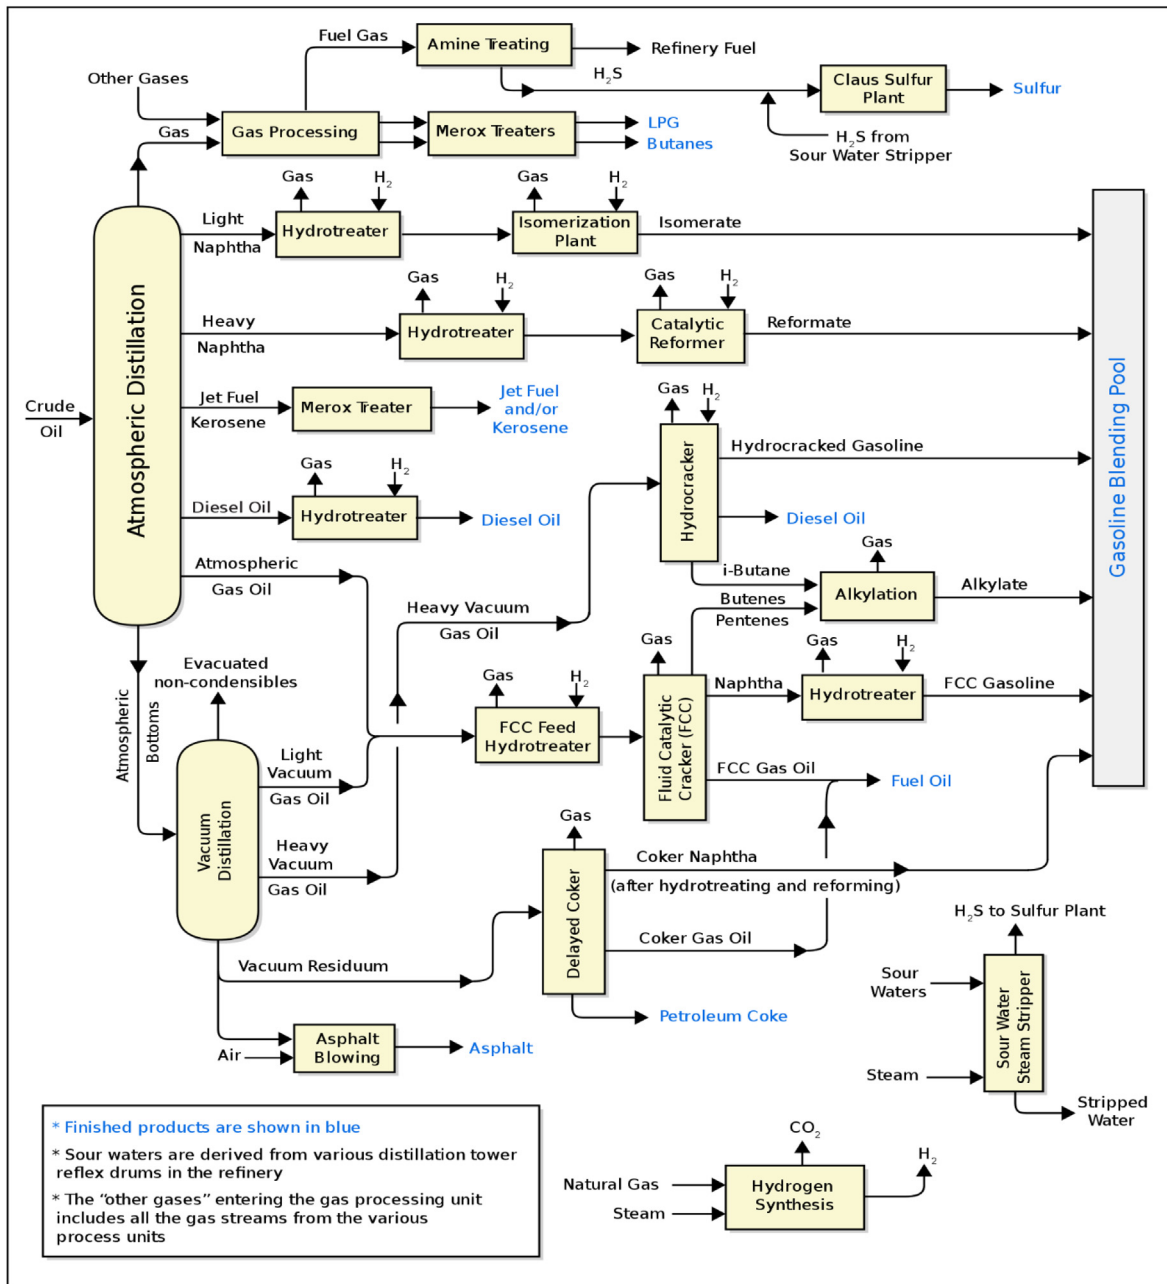 Fuel Gas
Amine Treating
Refinery Fuel
Other Gases
H₂S
Claus Sulfur
Plant
Sulfur
Gas
Gas Processing
Merox Treaters
LPG
Butanes
H₂S from
Sour Water Stripper
Gas
H₂
Gas
H₂
Light
Naphtha
Hydrotreater
Isomerization
Plant
Isomerate
Gas
H₂
Gas
H₂
Heavy
Naphtha
Hydrotreater
Catalytic
Reformer
Reformate
Atmospheric Distillation
Gasoline Blending Pool
Crude
Oil
Jet Fuel
Kerosene
Merox Treater
Jet Fuel
and/or
Kerosene
Gas
H₂
Hydrocracker
Hydrocracked Gasoline
Diesel Oil
Gas
H₂
Diesel Oil
Hydrotreater
Diesel Oil
Atmospheric
Gas Oil
i-Butane
Gas
Alkylation
Alkylate
Butenes
Pentenes
Heavy Vacuum
Gas Oil
Atmospheric
Bottoms
Evacuated
non-condensibles
Gas
H₂
FCC Feed
Hydrotreater
Gas
Fluid Catalytic
Cracker (FCC)
Naphtha
Gas
H₂
Hydrotreater
FCC Gasoline
Light
Vacuum
Gas Oil
FCC Gas Oil
Fuel Oil
Vacuum
Distillation
Heavy
Vacuum
Gas Oil
Gas
Delayed Coker
Coker Naphtha
(after hydrotreating and reforming)
Coker Gas Oil
Vacuum Residuum
Petroleum Coke
Air
Asphalt
Blowing
Asphalt
H₂S to Sulfur Plant
Sour
Waters
Sour Water
Steam Stripper
Steam
Stripped
Water
* Finished products are shown in blue
* Sour waters are derived from various distillation tower
reflex drums in the refinery
* The “other gases” entering the gas processing unit
includes all the gas streams from the various
process units
CO₂
H₂
Natural Gas
Steam
Hydrogen
Synthesis